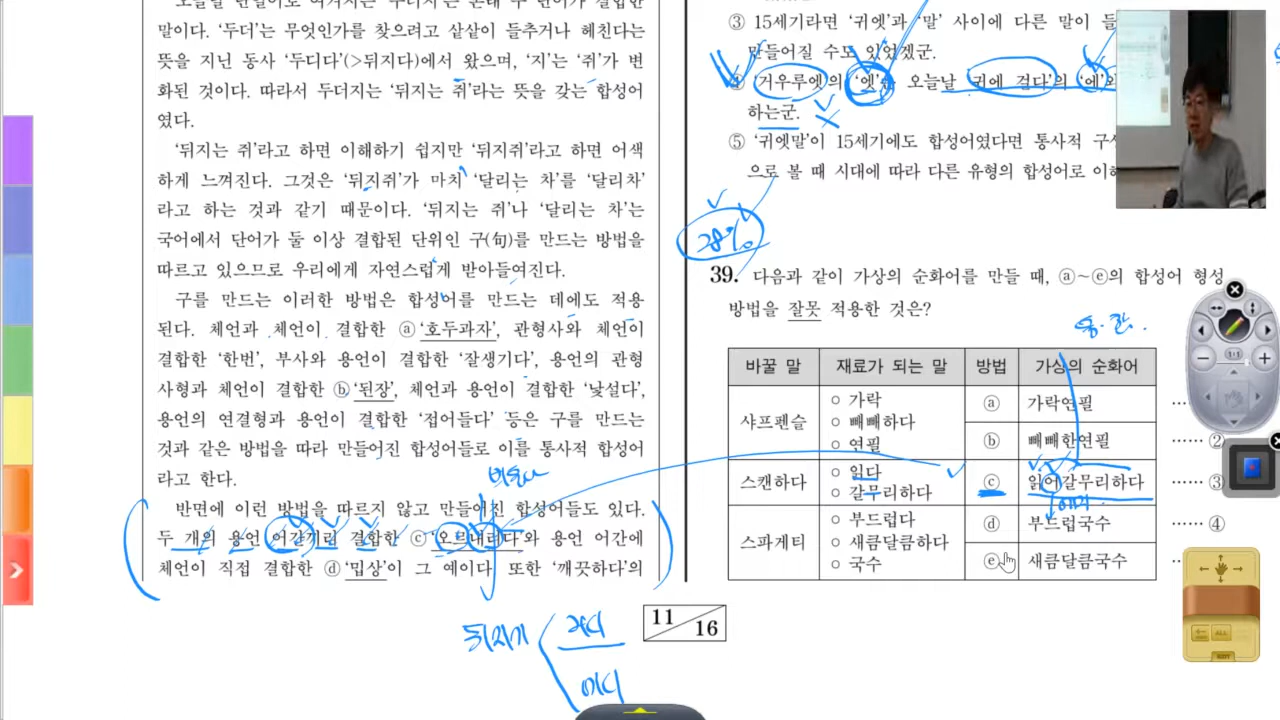 오늘날 단일어로 여겨지는 '두더지'는 본래 두 단어가 결합한
말이다. '두더'는 무엇인가를 찾으려고 샅샅이 들추거나 헤친다는
뜻을 지닌 동사 '두디다'(>뒤지다)에서 왔으며, '지'는 '쥐'가 변
화된 것이다. 따라서 두더지는 '뒤지는 쥐'라는 뜻을 갖는 합성어
였다.
'뒤지는 쥐'라고 하면 이해하기 쉽지만 '뒤지쥐'라고 하면 어색
하게 느껴진다. 그것은 '뒤지쥐'가 마치 '달리는 차'를 '달리차'
라고 하는 것과 같기 때문이다. '뒤지는 쥐'나 '달리는 차'는
국어에서 단어가 둘 이상 결합된 단위인 구(句)를 만드는 방법을
따르고 있으므로 우리에게 자연스럽게 받아들여진다.
구를 만드는 이러한 방법은 합성어를 만드는 데에도 적용
된다. 체언과 체언이 결합한 ⓐ'호두과자', 관형사와 체언이
결합한 '한번', 부사와 용언이 결합한 '잘생기다', 용언의 관형
사형과 체언이 결합한 ⓑ'된장', 체언과 용언이 결합한 '낯설다',
용언의 연결형과 용언이 결합한 '접어들다' 등은 구를 만드는
것과 같은 방법을 따라 만들어진 합성어들로 이를 통사적 합성어
라고 한다.
반면에 이런 방법을 따르지 않고 만들어진 합성어들도 있다.
두 개의 용언 어간끼리 결합한 ⓒ'오르내리다'와 용언 어간에
체언이 직접 결합한 ⓓ'밉상'이 그 예이다. 또한 '깨끗하다'의
11
16
③ 15세기라면 '귀엣'과 '말' 사이에 다른 말이 들
만들어질 수도 있었겠군.
④ '거우루엣'의 '엣'은 오늘날 '귀에 걸다'의 '에'와
하는군.
⑤ '귀엣말'이 15세기에도 합성어였다면 통사적 구성
으로 볼 때 시대에 따라 다른 유형의 합성어로 이해
28%
39. 다음과 같이 가상의 순화어를 만들 때, ⓐ~ⓔ의 합성어 형성
방법을 잘못 적용한 것은?
바꿀 말 재료가 되는 말 방법 가상의 순화어
샤프펜슬 ○ 가락 ○ 빼빼하다 ○ 연필
ⓐ 가락연필 ……
ⓑ 빼빼한연필 …… ②
스캔하다 ○ 읽다 ○ 갈무리하다 ⓒ 읽어갈무리하다 …… ③
스파게티 ○ 부드럽다 ○ 새큼달큼하다 ○ 국수
ⓓ 부드럽국수 …… ④
ⓔ 새큼달큼국수
1:1
ALL